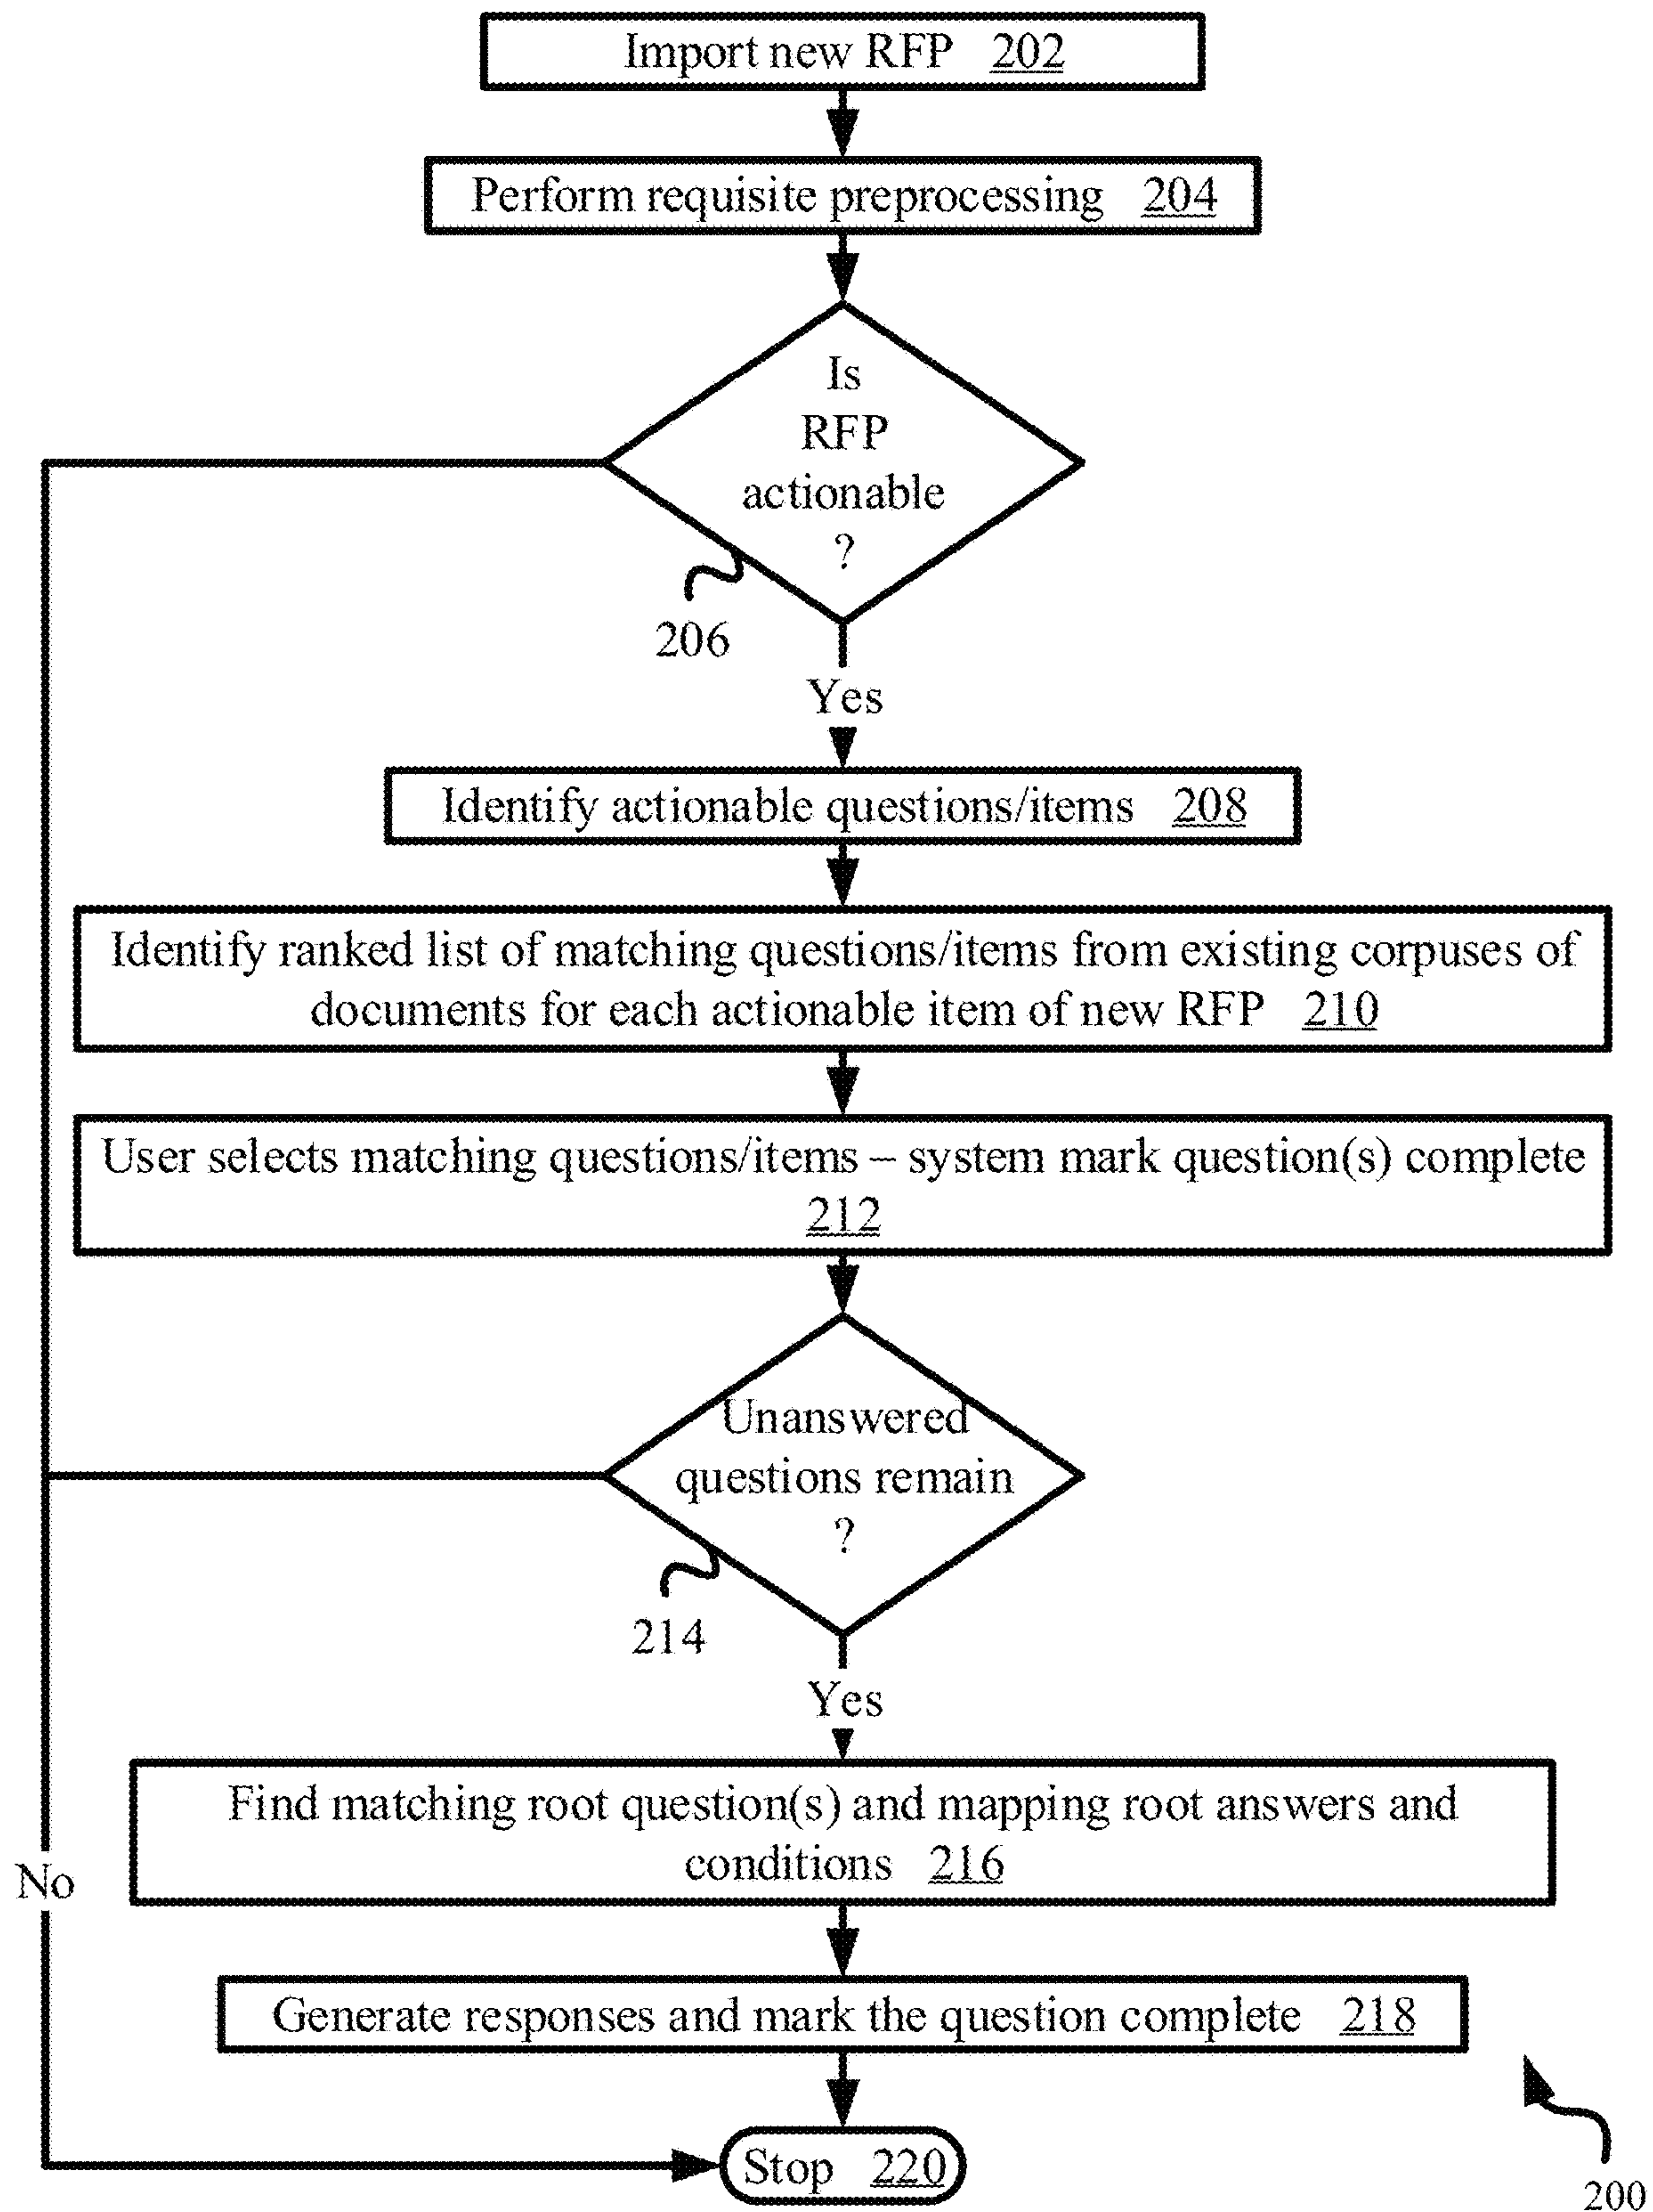 Import new RFP 202
Perform requisite preprocessing 204
Is
RFP
actionable
?
206
Yes
Identify actionable questions/items 208
Identify ranked list of matching questions/items from existing corpuses of
documents for each actionable item of new RFP 210
User selects matching questions/items – system mark question(s) complete
212
Unanswered
questions remain
?
214
Yes
Find matching root question(s) and mapping root answers and
conditions 216
No
Generate responses and mark the question complete 218
Stop 220
200